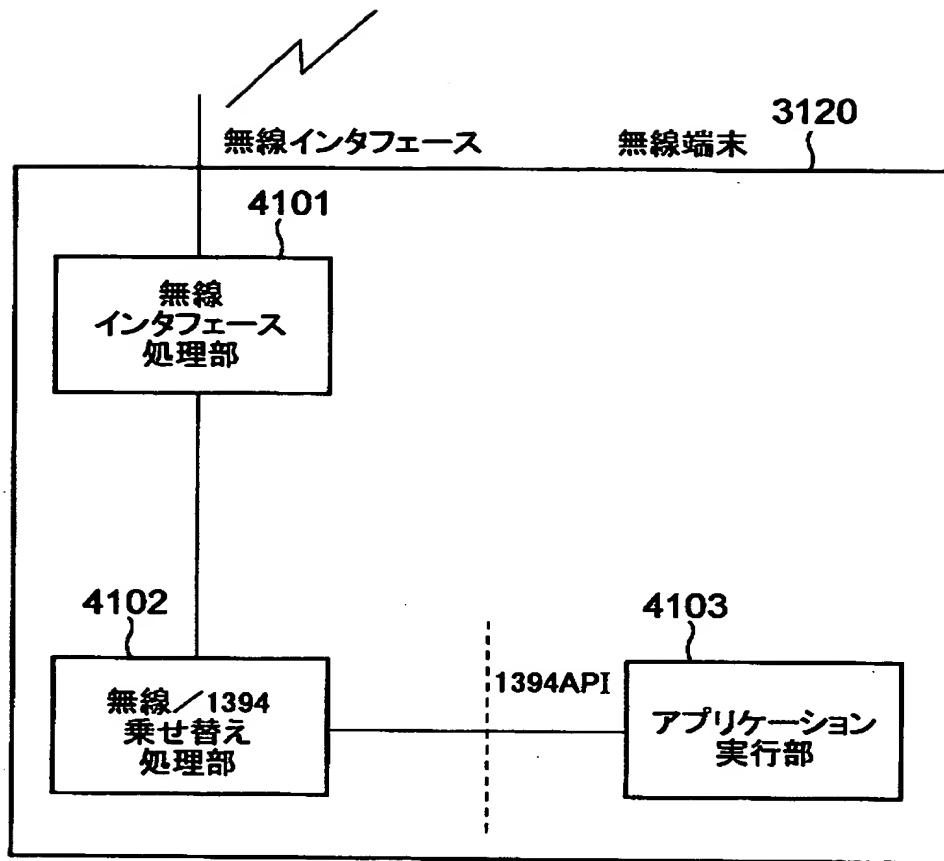 3120
無線インタフェース 無線端末
4101
無線
インタフェース
処理部
4102
無線／1394
乗せ替え
処理部
1394API
4103
アプリケーション
実行部